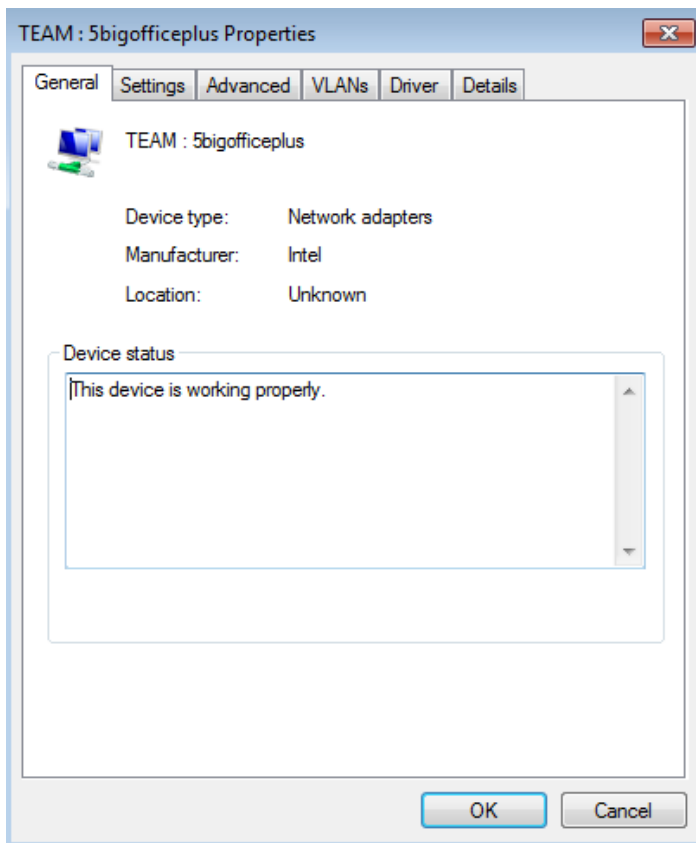 TEAM : 5bigofficeplus Properties
General Settings Advanced VLANs Driver Details
TEAM : 5bigofficeplus
Device type: Network adapters
Manufacturer: Intel
Location: Unknown
Device status
This device is working properly.
OK Cancel